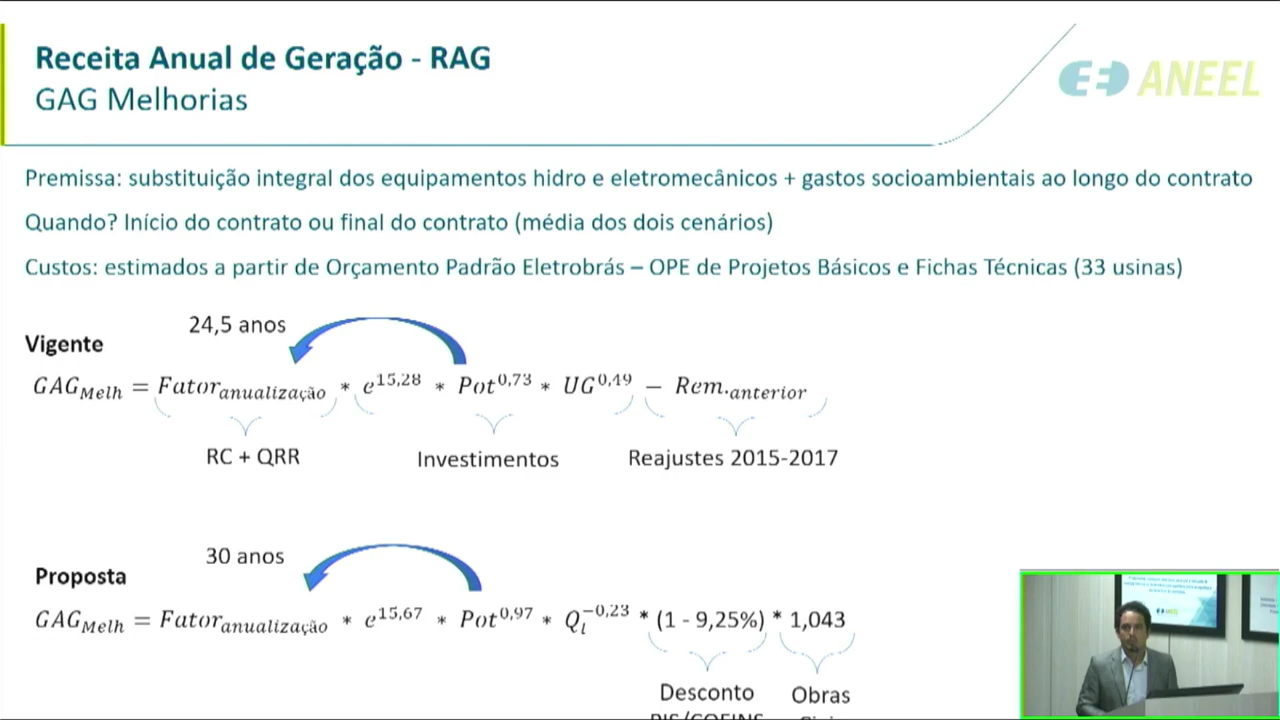 Receita Anual de Geração - RAG
GAG Melhorias
ANEEL
Premissa: substituição integral dos equipamentos hidro e eletromecânicos + gastos socioambientais ao longo do contrato
Quando? Início do contrato ou final do contrato (média dos dois cenários)
Custos: estimados a partir de Orçamento Padrão Eletrobrás – OPE de Projetos Básicos e Fichas Técnicas (33 usinas)
24,5 anos
Vigente
GAG_Melh = Fator_anualização * e^15,28 * Pot^0,73 * UG^0,49 − Rem._anterior
RC + QRR
Investimentos
Reajustes 2015-2017
30 anos
Proposta
GAG_Melh = Fator_anualização * e^15,67 * Pot^0,97 * Q_l^−0,23 * (1 - 9,25%) * 1,043
Desconto
PIS/COFINS
Obras
ANEEL